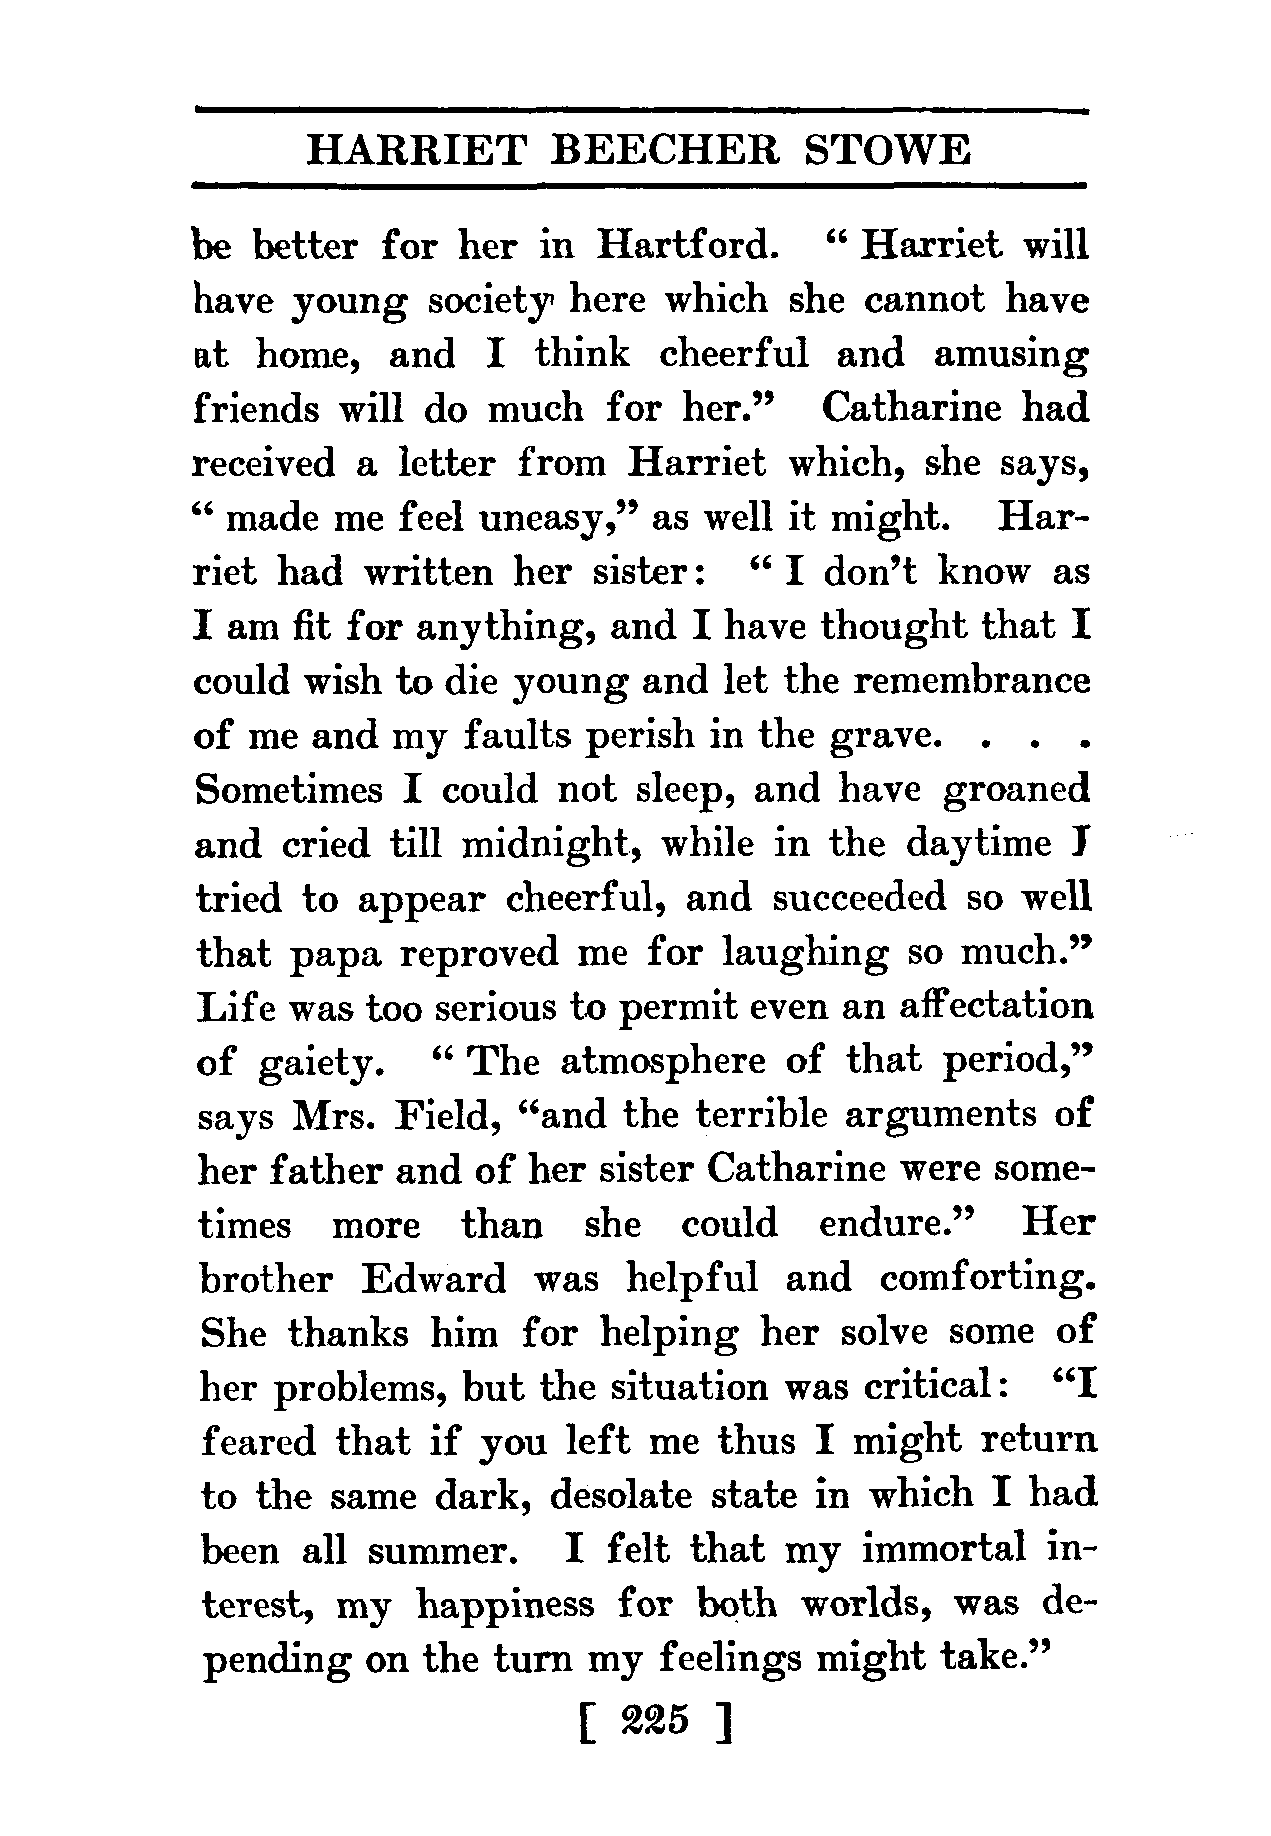 HARRIET BEECHER STOWE
be better for her in Hartford. “ Harriet will
have young society here which she cannot have
at home, and I think cheerful and amusing
friends will do much for her.” Catharine had
received a letter from Harriet which, she says,
“ made me feel uneasy,” as well it might. Har-
riet had written her sister: “ I don’t know as
I am fit for anything, and I have thought that I
could wish to die young and let the remembrance
of me and my faults perish in the grave. . . .
Sometimes I could not sleep, and have groaned
and cried till midnight, while in the daytime I
tried to appear cheerful, and succeeded so well
that papa reproved me for laughing so much.”
Life was too serious to permit even an affectation
of gaiety. “ The atmosphere of that period,”
says Mrs. Field, “and the terrible arguments of
her father and of her sister Catharine were some-
times more than she could endure.” Her
brother Edward was helpful and comforting.
She thanks him for helping her solve some of
her problems, but the situation was critical: “I
feared that if you left me thus I might return
to the same dark, desolate state in which I had
been all summer. I felt that my immortal in-
terest, my happiness for both worlds, was de-
pending on the turn my feelings might take.”
[ 225 ]